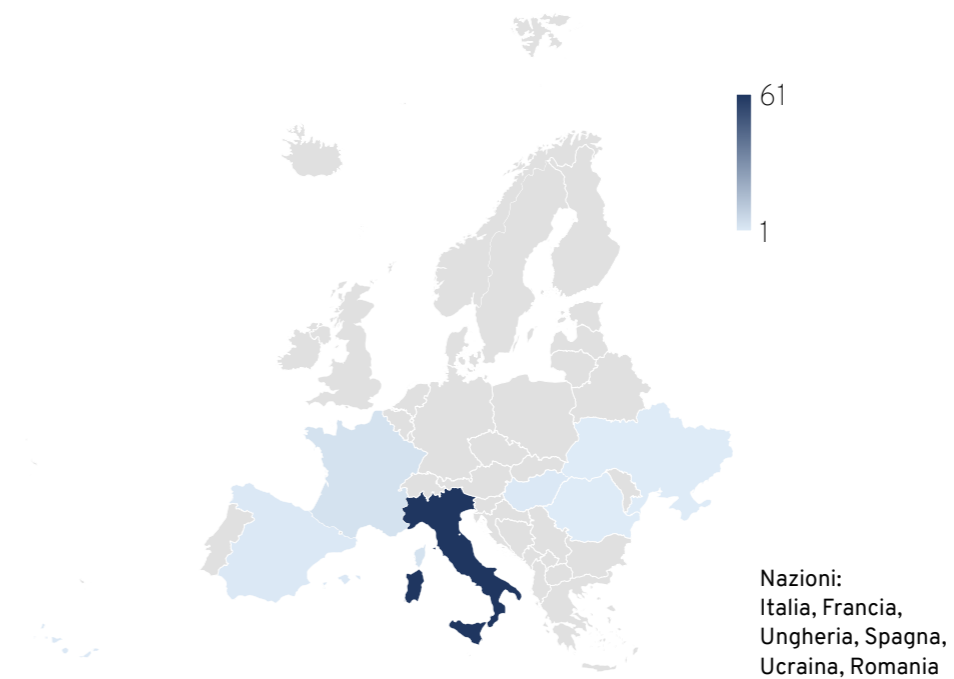 61
1
Nazioni:
Italia, Francia,
Ungheria, Spagna,
Ucraina, Romania